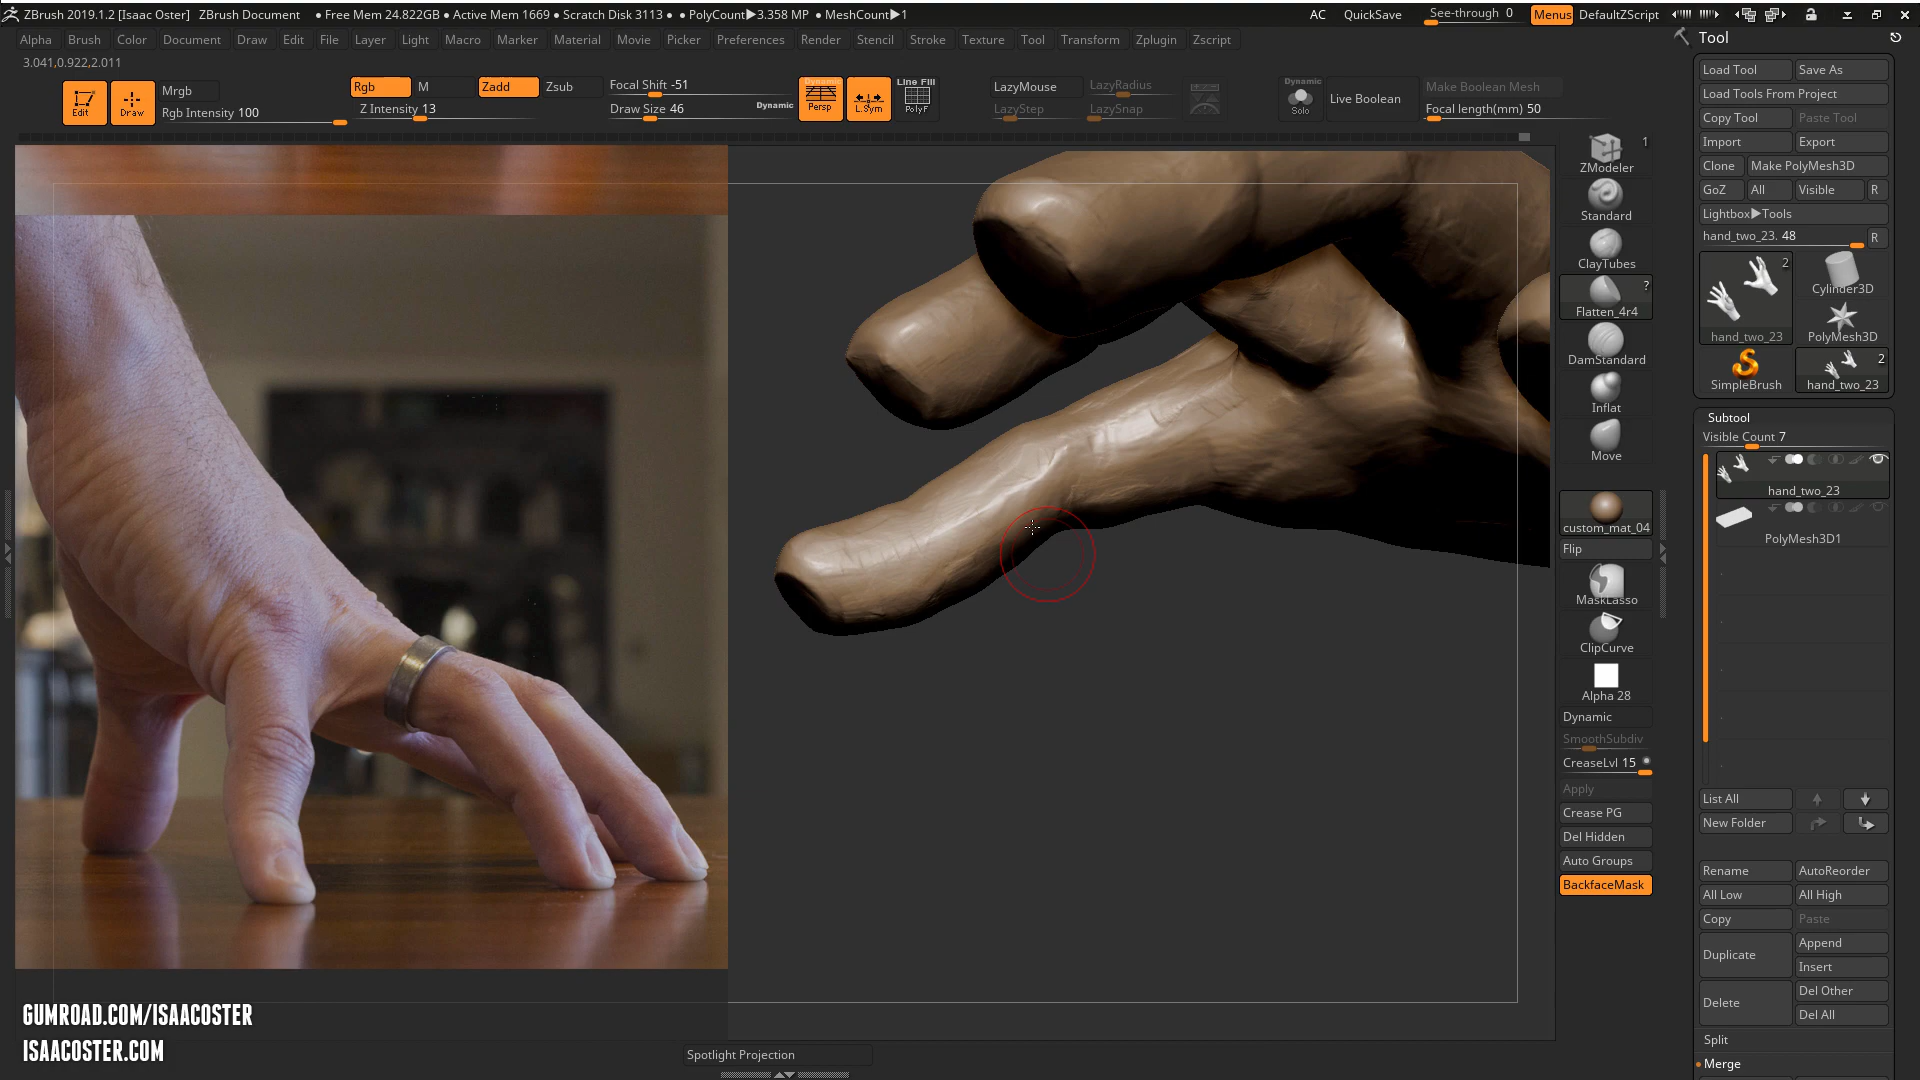 ZBrush 2019.1.2 [Isaac Oster] ZBrush Document • Free Mem 24.822GB • Active Mem 1669 • Scratch Disk 3113 • • PolyCount▶3.358 MP • MeshCount▶1 AC QuickSave See-through 0 Menus DefaultZScript
Alpha Brush Color Document Draw Edit File Layer Light Macro Marker Material Movie Picker Preferences Render Stencil Stroke Texture Tool Transform Zplugin Zscript
3.041,0.922,2.011
Edit Draw
Mrgb
Rgb Intensity 100
Rgb M Zadd Zsub
Z Intensity 13
Focal Shift -51
Draw Size 46 Dynamic
Dynamic
Persp
L.Sym
Line Fill
PolyF
LazyMouse LazyRadius
LazyStep LazySnap
Dynamic
Solo
Live Boolean
Make Boolean Mesh
Focal length(mm) 50
1
ZModeler
Standard
ClayTubes
?
Flatten_4r4
DamStandard
Inflat
Move
custom_mat_04
Flip
MaskLasso
ClipCurve
Alpha 28
Dynamic
SmoothSubdiv
CreaseLvl 15
Apply
Crease PG
Del Hidden
Auto Groups
BackfaceMask
Tool
Load Tool Save As
Load Tools From Project
Copy Tool Paste Tool
Import Export
Clone Make PolyMesh3D
GoZ All Visible R
Lightbox▶Tools
hand_two_23. 48 R
2
hand_two_23
Cylinder3D
PolyMesh3D
SimpleBrush
2
hand_two_23
Subtool
Visible Count 7
hand_two_23
PolyMesh3D1
List All
New Folder
Rename AutoReorder
All Low All High
Copy Paste
Duplicate Append
Insert
Delete Del Other
Del All
Split
Merge
GUMROAD.COM/ISAACOSTER
ISAACOSTER.COM
Spotlight Projection